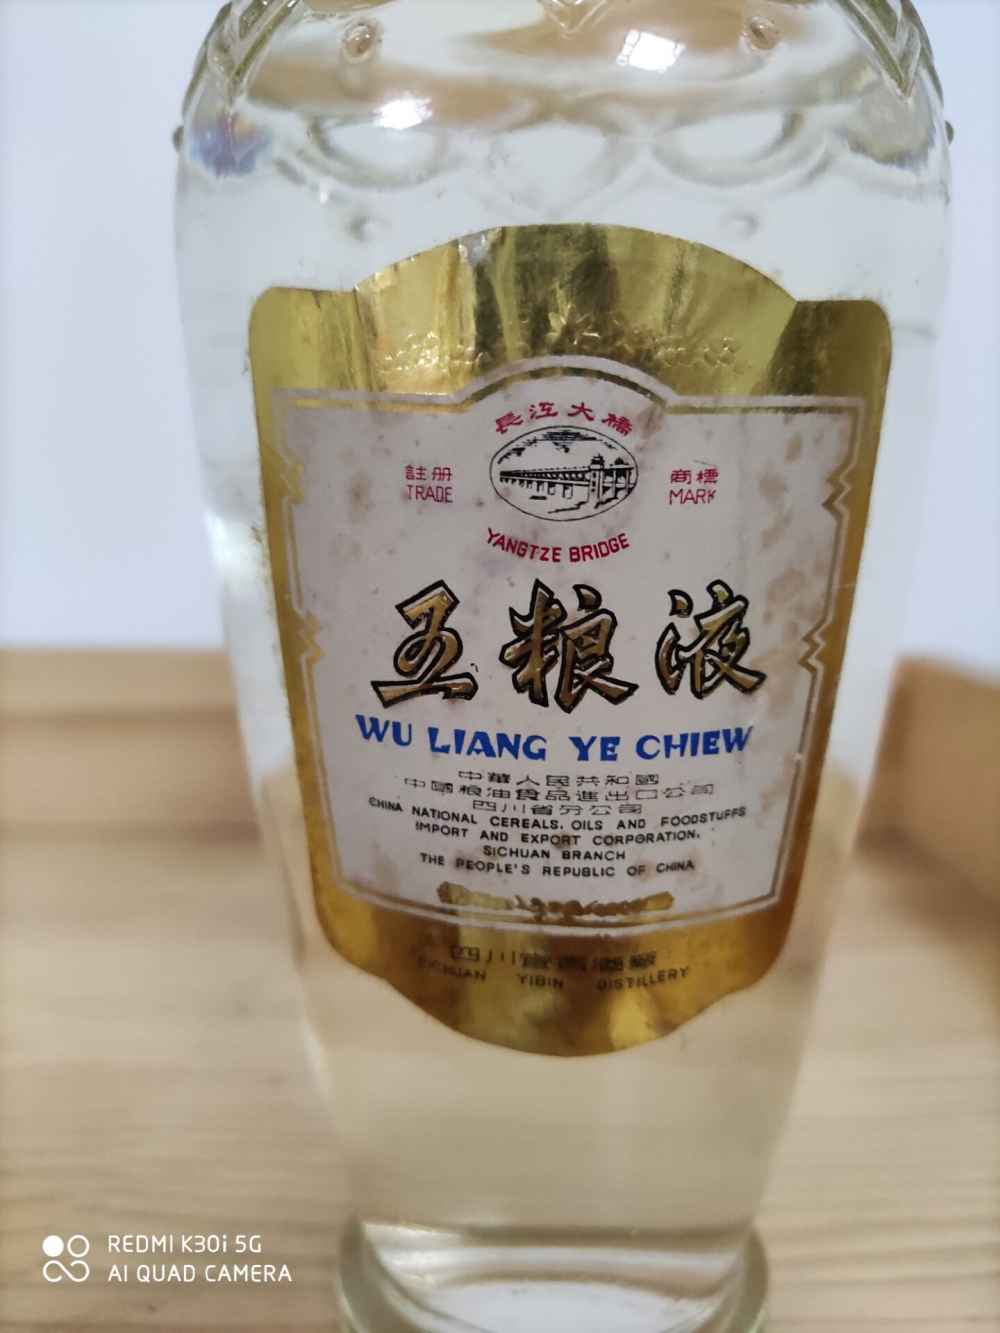 長江大橋
註册 商標
TRADE MARK
YANGTZE BRIDGE
五粮液
WU LIANG YE CHIEW
中華人民共和國
中國粮油食品進出口公司
四川省分公司
CHINA NATIONAL CEREALS, OILS AND FOODSTUFFS
IMPORT AND EXPORT CORPORATION.
SICHUAN BRANCH
THE PEOPLE'S REPUBLIC OF CHINA
四川
SICHUAN YIBIN DISTILLERY
REDMI K30i 5G
AI QUAD CAMERA